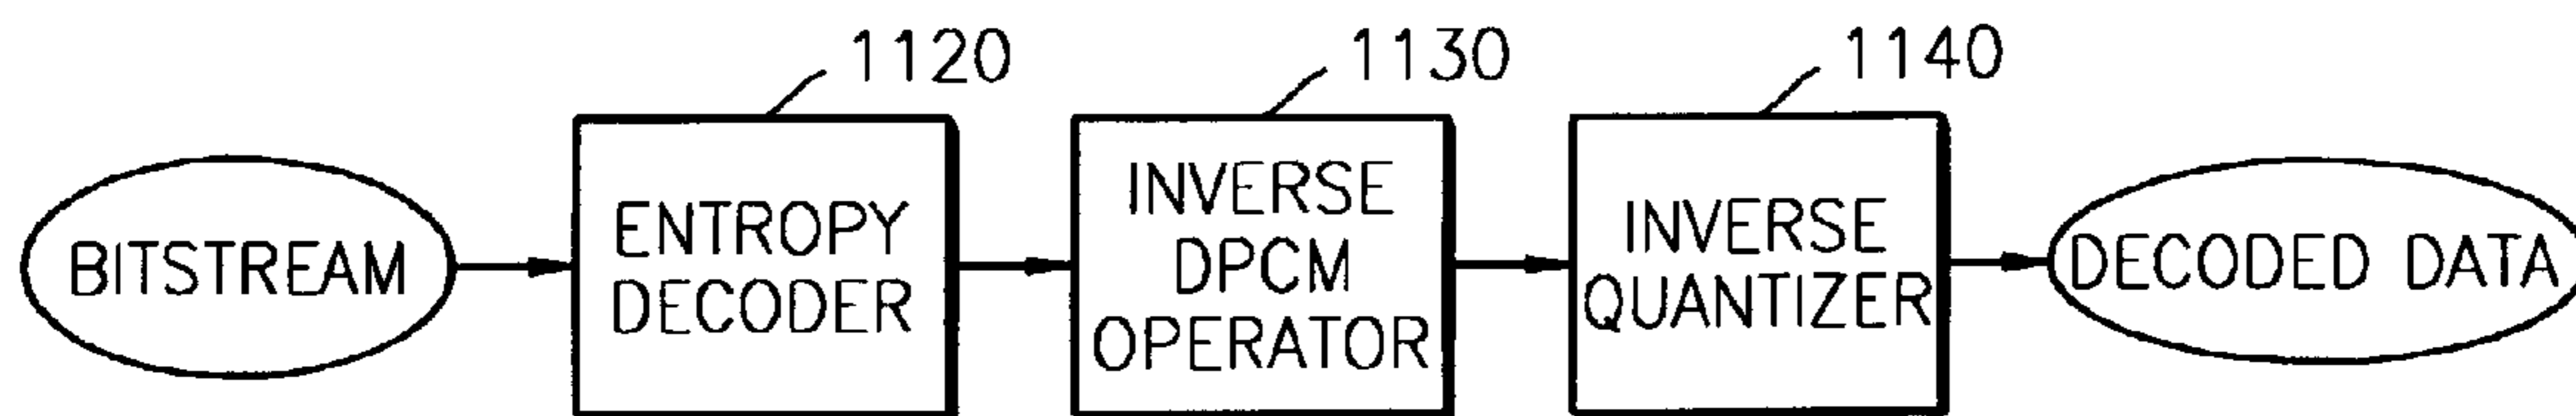 1120
1130
1140
BITSTREAM
ENTROPY
DECODER
INVERSE
DPCM
OPERATOR
INVERSE
QUANTIZER
DECODED DATA